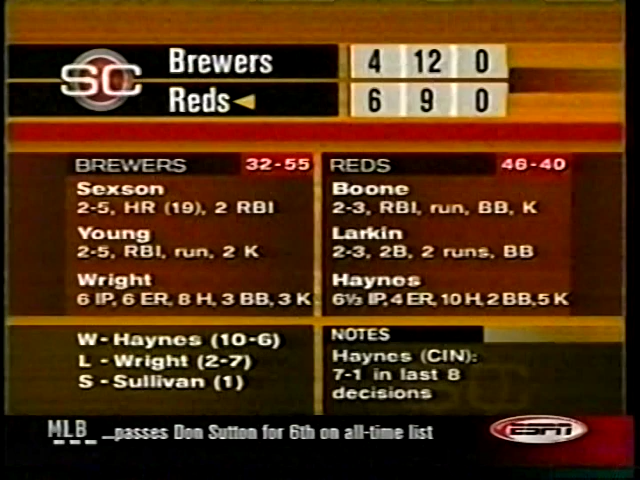 SC
Brewers 4 12 0
Reds 6 9 0
BREWERS 32-55
Sexson
2-5, HR (19), 2 RBI
Young
2-5, RBI, run, 2 K
Wright
6 IP, 6 ER, 8 H, 3 BB, 3 K
REDS 46-40
Boone
2-3, RBI, run, BB, K
Larkin
2-3, 2B, 2 runs, BB
Haynes
6⅓ IP, 4 ER, 10 H, 2 BB, 5 K
W - Haynes (10-6)
L - Wright (2-7)
S - Sullivan (1)
NOTES
Haynes (CIN):
7-1 in last 8
decisions
MLB ...passes Don Sutton for 6th on all-time list
ESPN